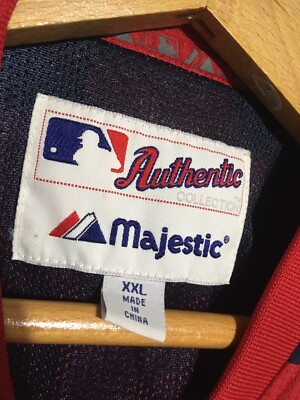 Authentic
COLLECTION
Majestic®
XXL
MADE
IN
CHINA